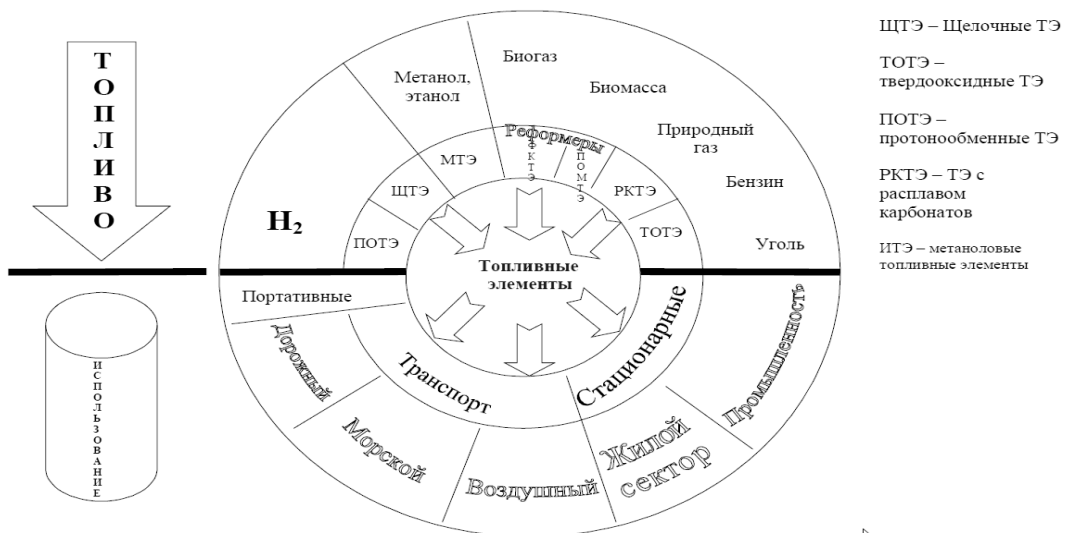 ТОПЛИВО
Биогаз
Метанол,
этанол
Биомасса
Природный
газ
Бензин
Уголь
H₂
Реформеры
МТЭ
ФКТЭ
ПОМТЭ
ЩТЭ
РКТЭ
ПОТЭ
ТОТЭ
Топливные
элементы
Портативные
Дорожный
Транспорт
Стационарные
Промышленность
Морской
Воздушный
Жилой
сектор
ИСПОЛЬЗОВАНИЕ
ЩТЭ – Щелочные ТЭ
ТОТЭ –
твердооксидные ТЭ
ПОТЭ –
протонообменные ТЭ
РКТЭ – ТЭ с
расплавом
карбонатов
ИТЭ – метаноловые
топливные элементы